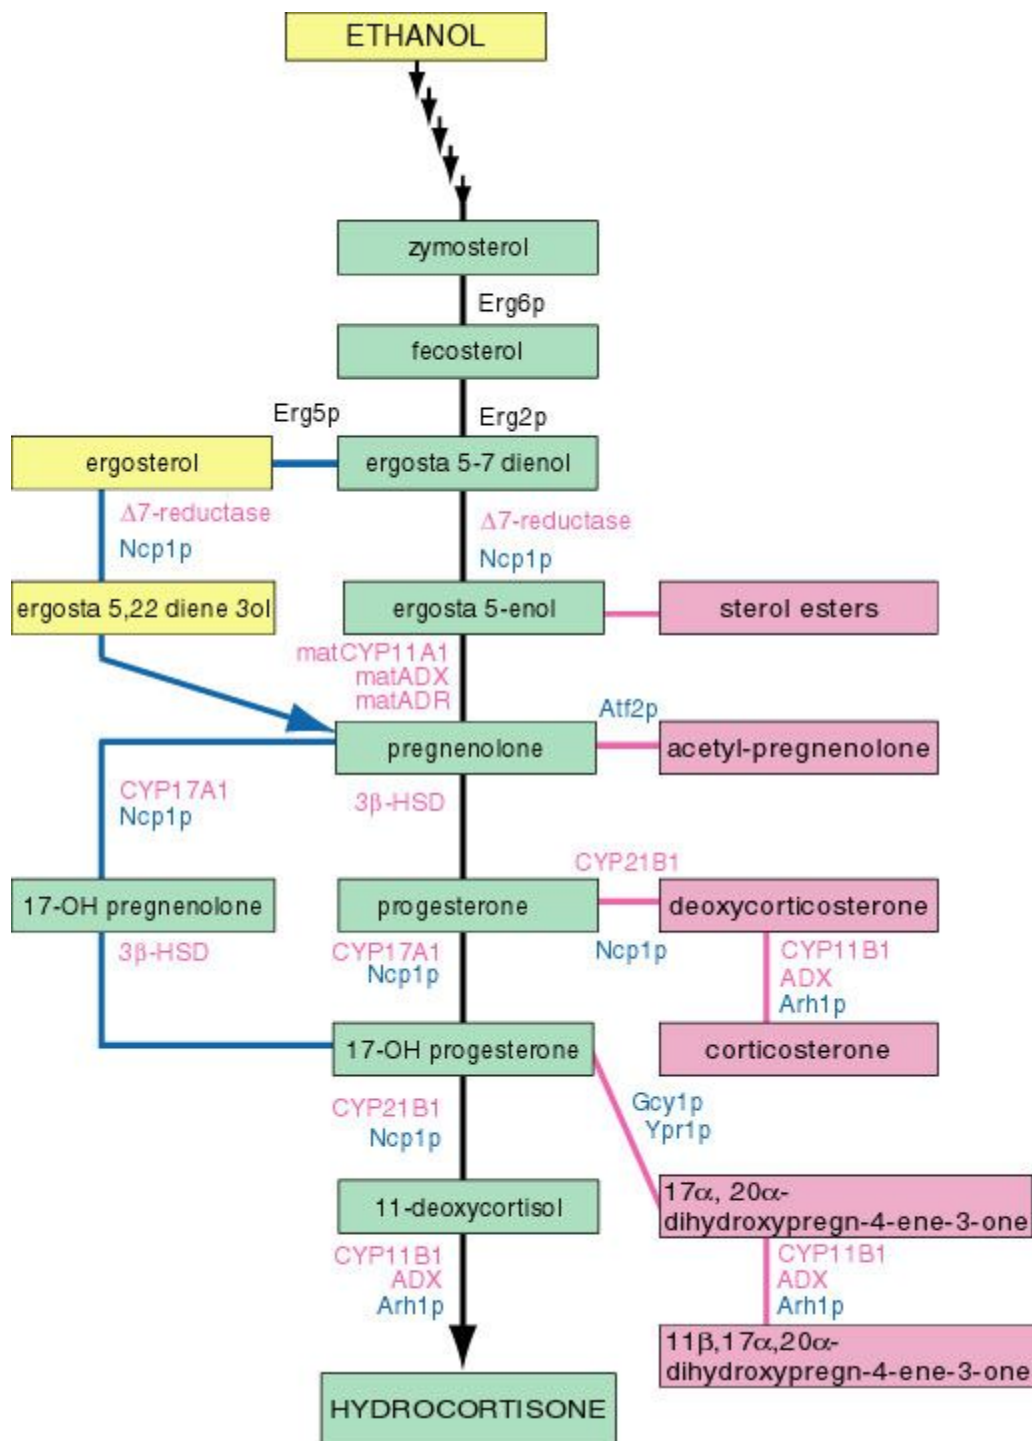 ETHANOL
zymosterol
Erg6p
fecosterol
Erg5p
Erg2p
ergosterol
ergosta 5-7 dienol
Δ7-reductase
Ncp1p
Δ7-reductase
Ncp1p
ergosta 5,22 diene 3ol
ergosta 5-enol
sterol esters
matCYP11A1
matADX
matADR
Atf2p
pregnenolone
acetyl-pregnenolone
CYP17A1
Ncp1p
3β-HSD
CYP21B1
17-OH pregnenolone
progesterone
deoxycorticosterone
3β-HSD
CYP17A1
Ncp1p
Ncp1p
CYP11B1
ADX
Arh1p
17-OH progesterone
corticosterone
CYP21B1
Ncp1p
Gcy1p
Ypr1p
11-deoxycortisol
17α, 20α-
dihydroxypregn-4-ene-3-one
CYP11B1
ADX
Arh1p
CYP11B1
ADX
Arh1p
11β,17α,20α-
dihydroxypregn-4-ene-3-one
HYDROCORTISONE